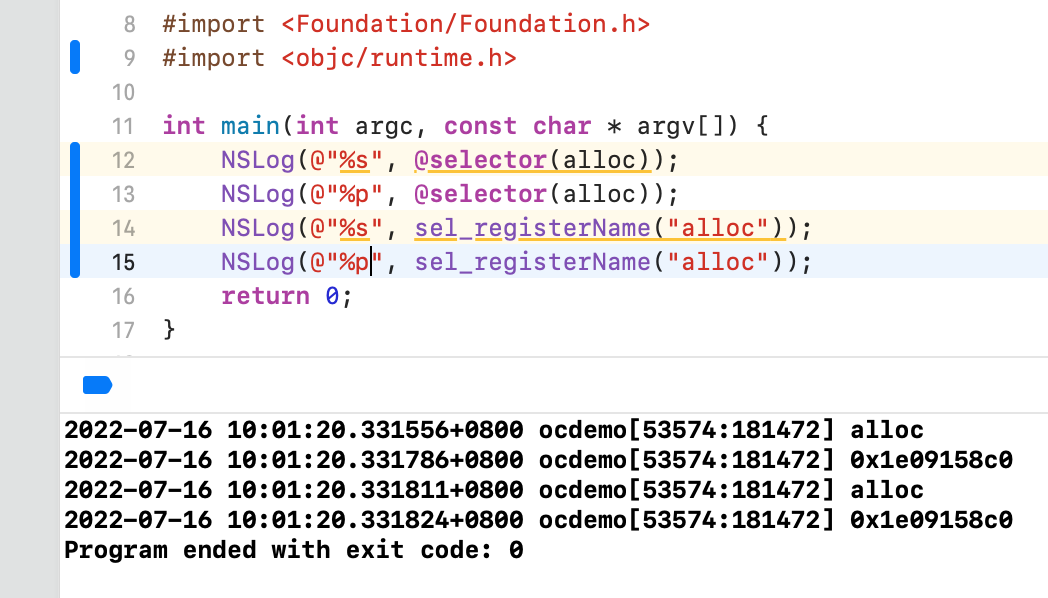 8 #import <Foundation/Foundation.h>
9 #import <objc/runtime.h>
10
11 int main(int argc, const char * argv[]) {
12 NSLog(@"%s", @selector(alloc));
13 NSLog(@"%p", @selector(alloc));
14 NSLog(@"%s", sel_registerName("alloc"));
15 NSLog(@"%p", sel_registerName("alloc"));
16 return 0;
17 }
2022-07-16 10:01:20.331556+0800 ocdemo[53574:181472] alloc
2022-07-16 10:01:20.331786+0800 ocdemo[53574:181472] 0x1e09158c0
2022-07-16 10:01:20.331811+0800 ocdemo[53574:181472] alloc
2022-07-16 10:01:20.331824+0800 ocdemo[53574:181472] 0x1e09158c0
Program ended with exit code: 0